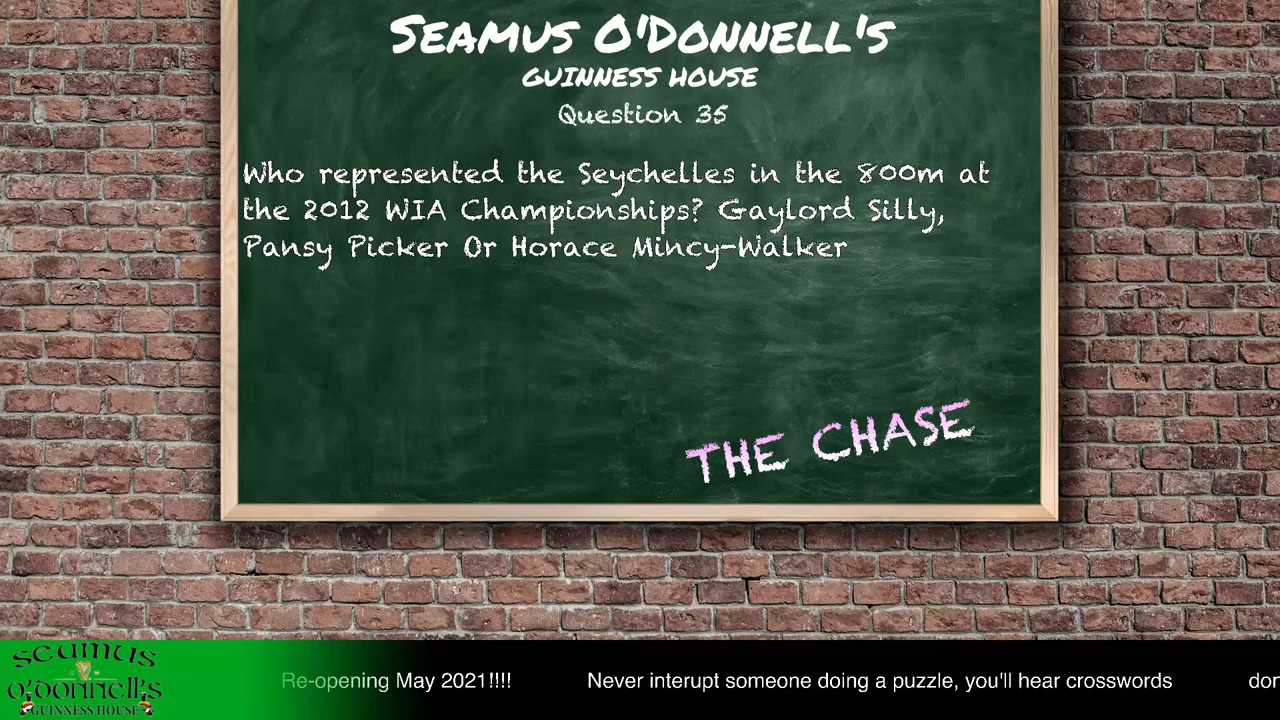 SEAMUS O'DONNELL'S
GUINNESS HOUSE
Question 35
Who represented the Seychelles in the 800m at
the 2012 WIA Championships? Gaylord Silly,
Pansy Picker Or Horace Mincy-Walker
THE CHASE
seamus
o'donnell's
GUINNESS HOUSE
Re-opening May 2021!!!! Never interupt someone doing a puzzle, you'll hear crosswords don